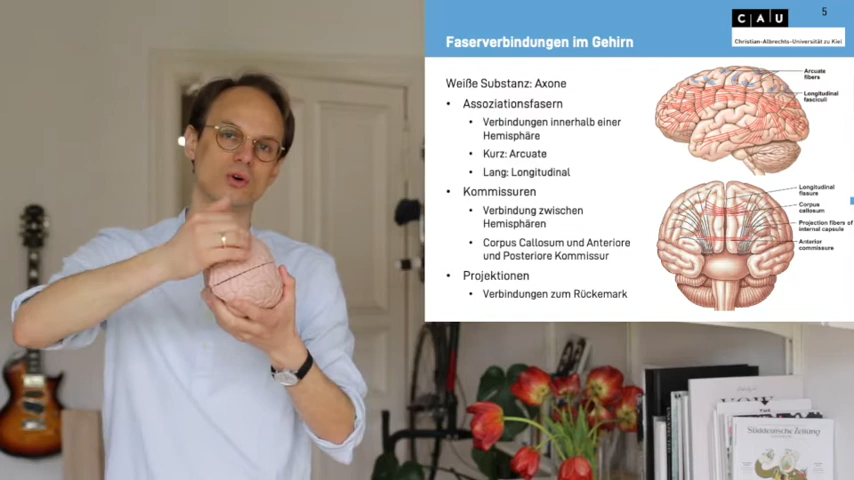 5
C A U
Christian-Albrechts-Universität zu Kiel
Faserverbindungen im Gehirn
Weiße Substanz: Axone
• Assoziationsfasern
• Verbindungen innerhalb einer
Hemisphäre
• Kurz: Arcuate
• Lang: Longitudinal
• Kommissuren
• Verbindung zwischen
Hemisphären
• Corpus Callosum und Anteriore
und Posteriore Kommissur
• Projektionen
• Verbindungen zum Rückemark
Arcuate
fibers
Longitudinal
fasciculi
Longitudinal
fissure
Corpus
callosum
Projection fibers of
internal capsule
Anterior
commissure
THE
Süddeutsche Zeitung